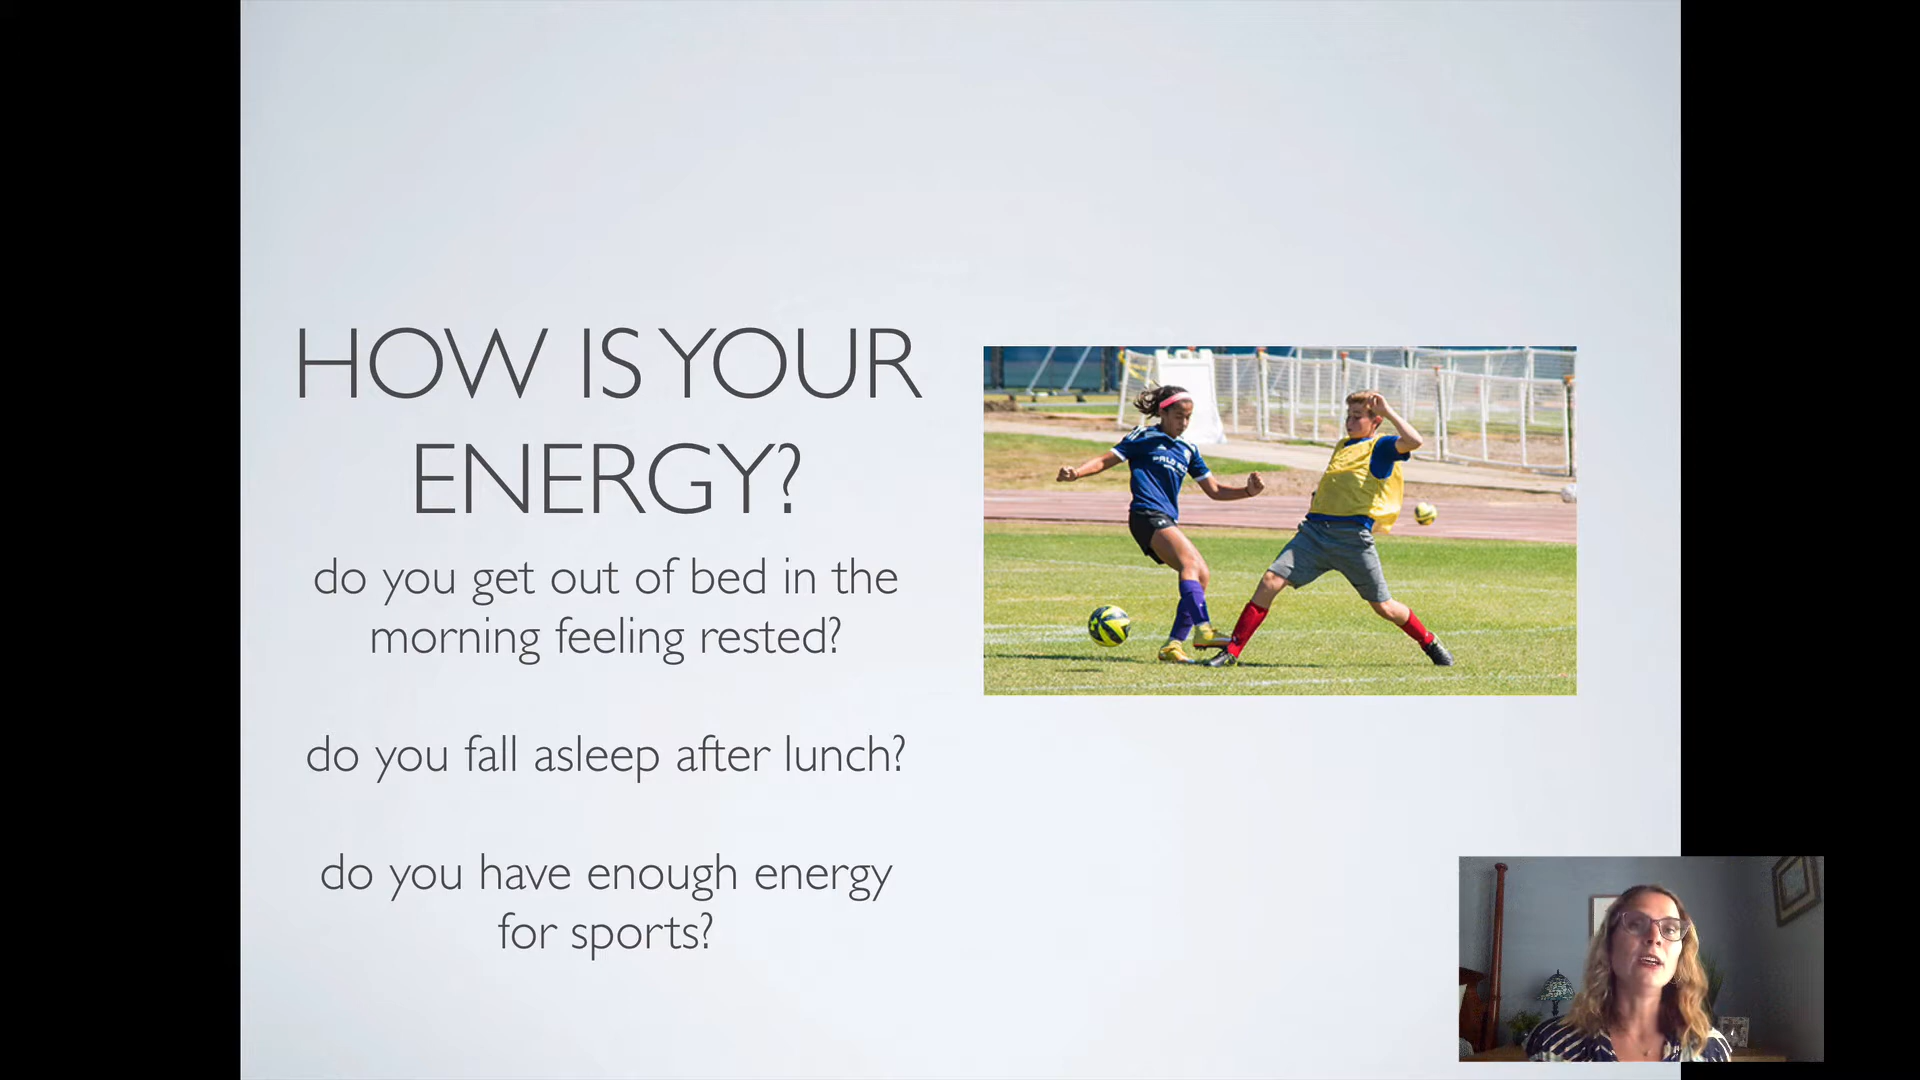 HOW IS YOUR
ENERGY?
do you get out of bed in the
morning feeling rested?
do you fall asleep after lunch?
do you have enough energy
for sports?